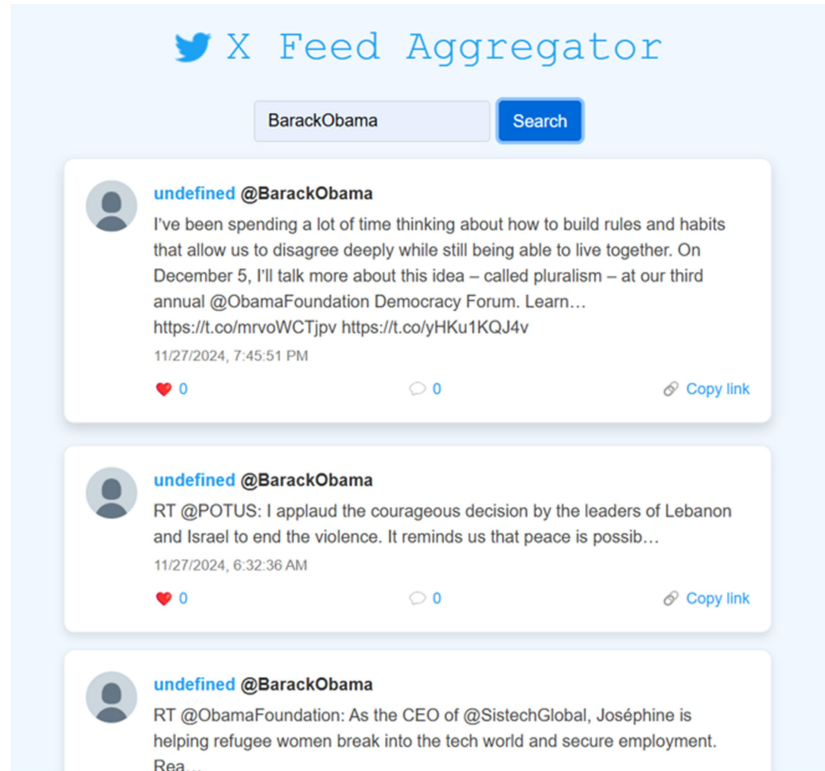 X Feed Aggregator
BarackObama
Search
undefined @BarackObama
I've been spending a lot of time thinking about how to build rules and habits
that allow us to disagree deeply while still being able to live together. On
December 5, I'll talk more about this idea – called pluralism – at our third
annual @ObamaFoundation Democracy Forum. Learn…
https://t.co/mrvoWCTjpv https://t.co/yHKu1KQJ4v
11/27/2024, 7:45:51 PM
0 0 Copy link
undefined @BarackObama
RT @POTUS: I applaud the courageous decision by the leaders of Lebanon
and Israel to end the violence. It reminds us that peace is possib…
11/27/2024, 6:32:36 AM
0 0 Copy link
undefined @BarackObama
RT @ObamaFoundation: As the CEO of @SistechGlobal, Joséphine is
helping refugee women break into the tech world and secure employment.
Rea…